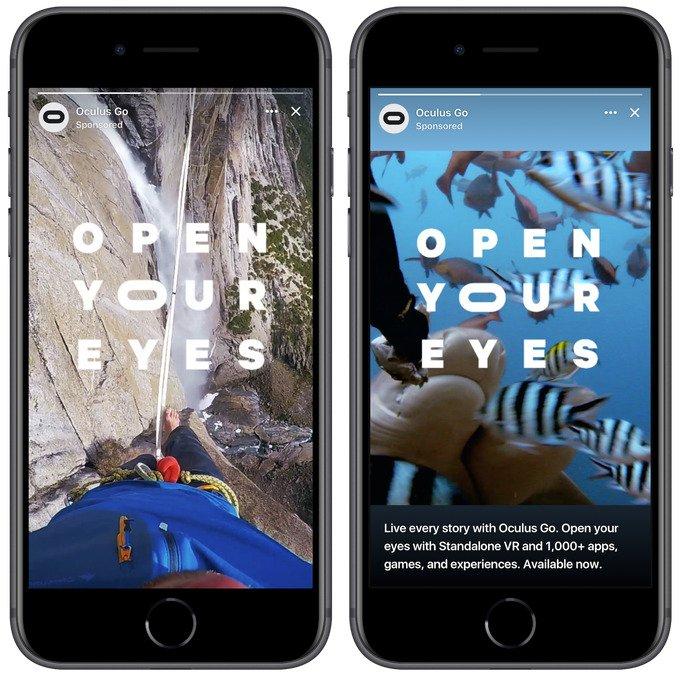 Oculus Go
Sponsored
OPEN
YOUR
EYES
Oculus Go
Sponsored
OPEN
YOUR
EYES
Live every story with Oculus Go. Open your
eyes with Standalone VR and 1,000+ apps,
games, and experiences. Available now.